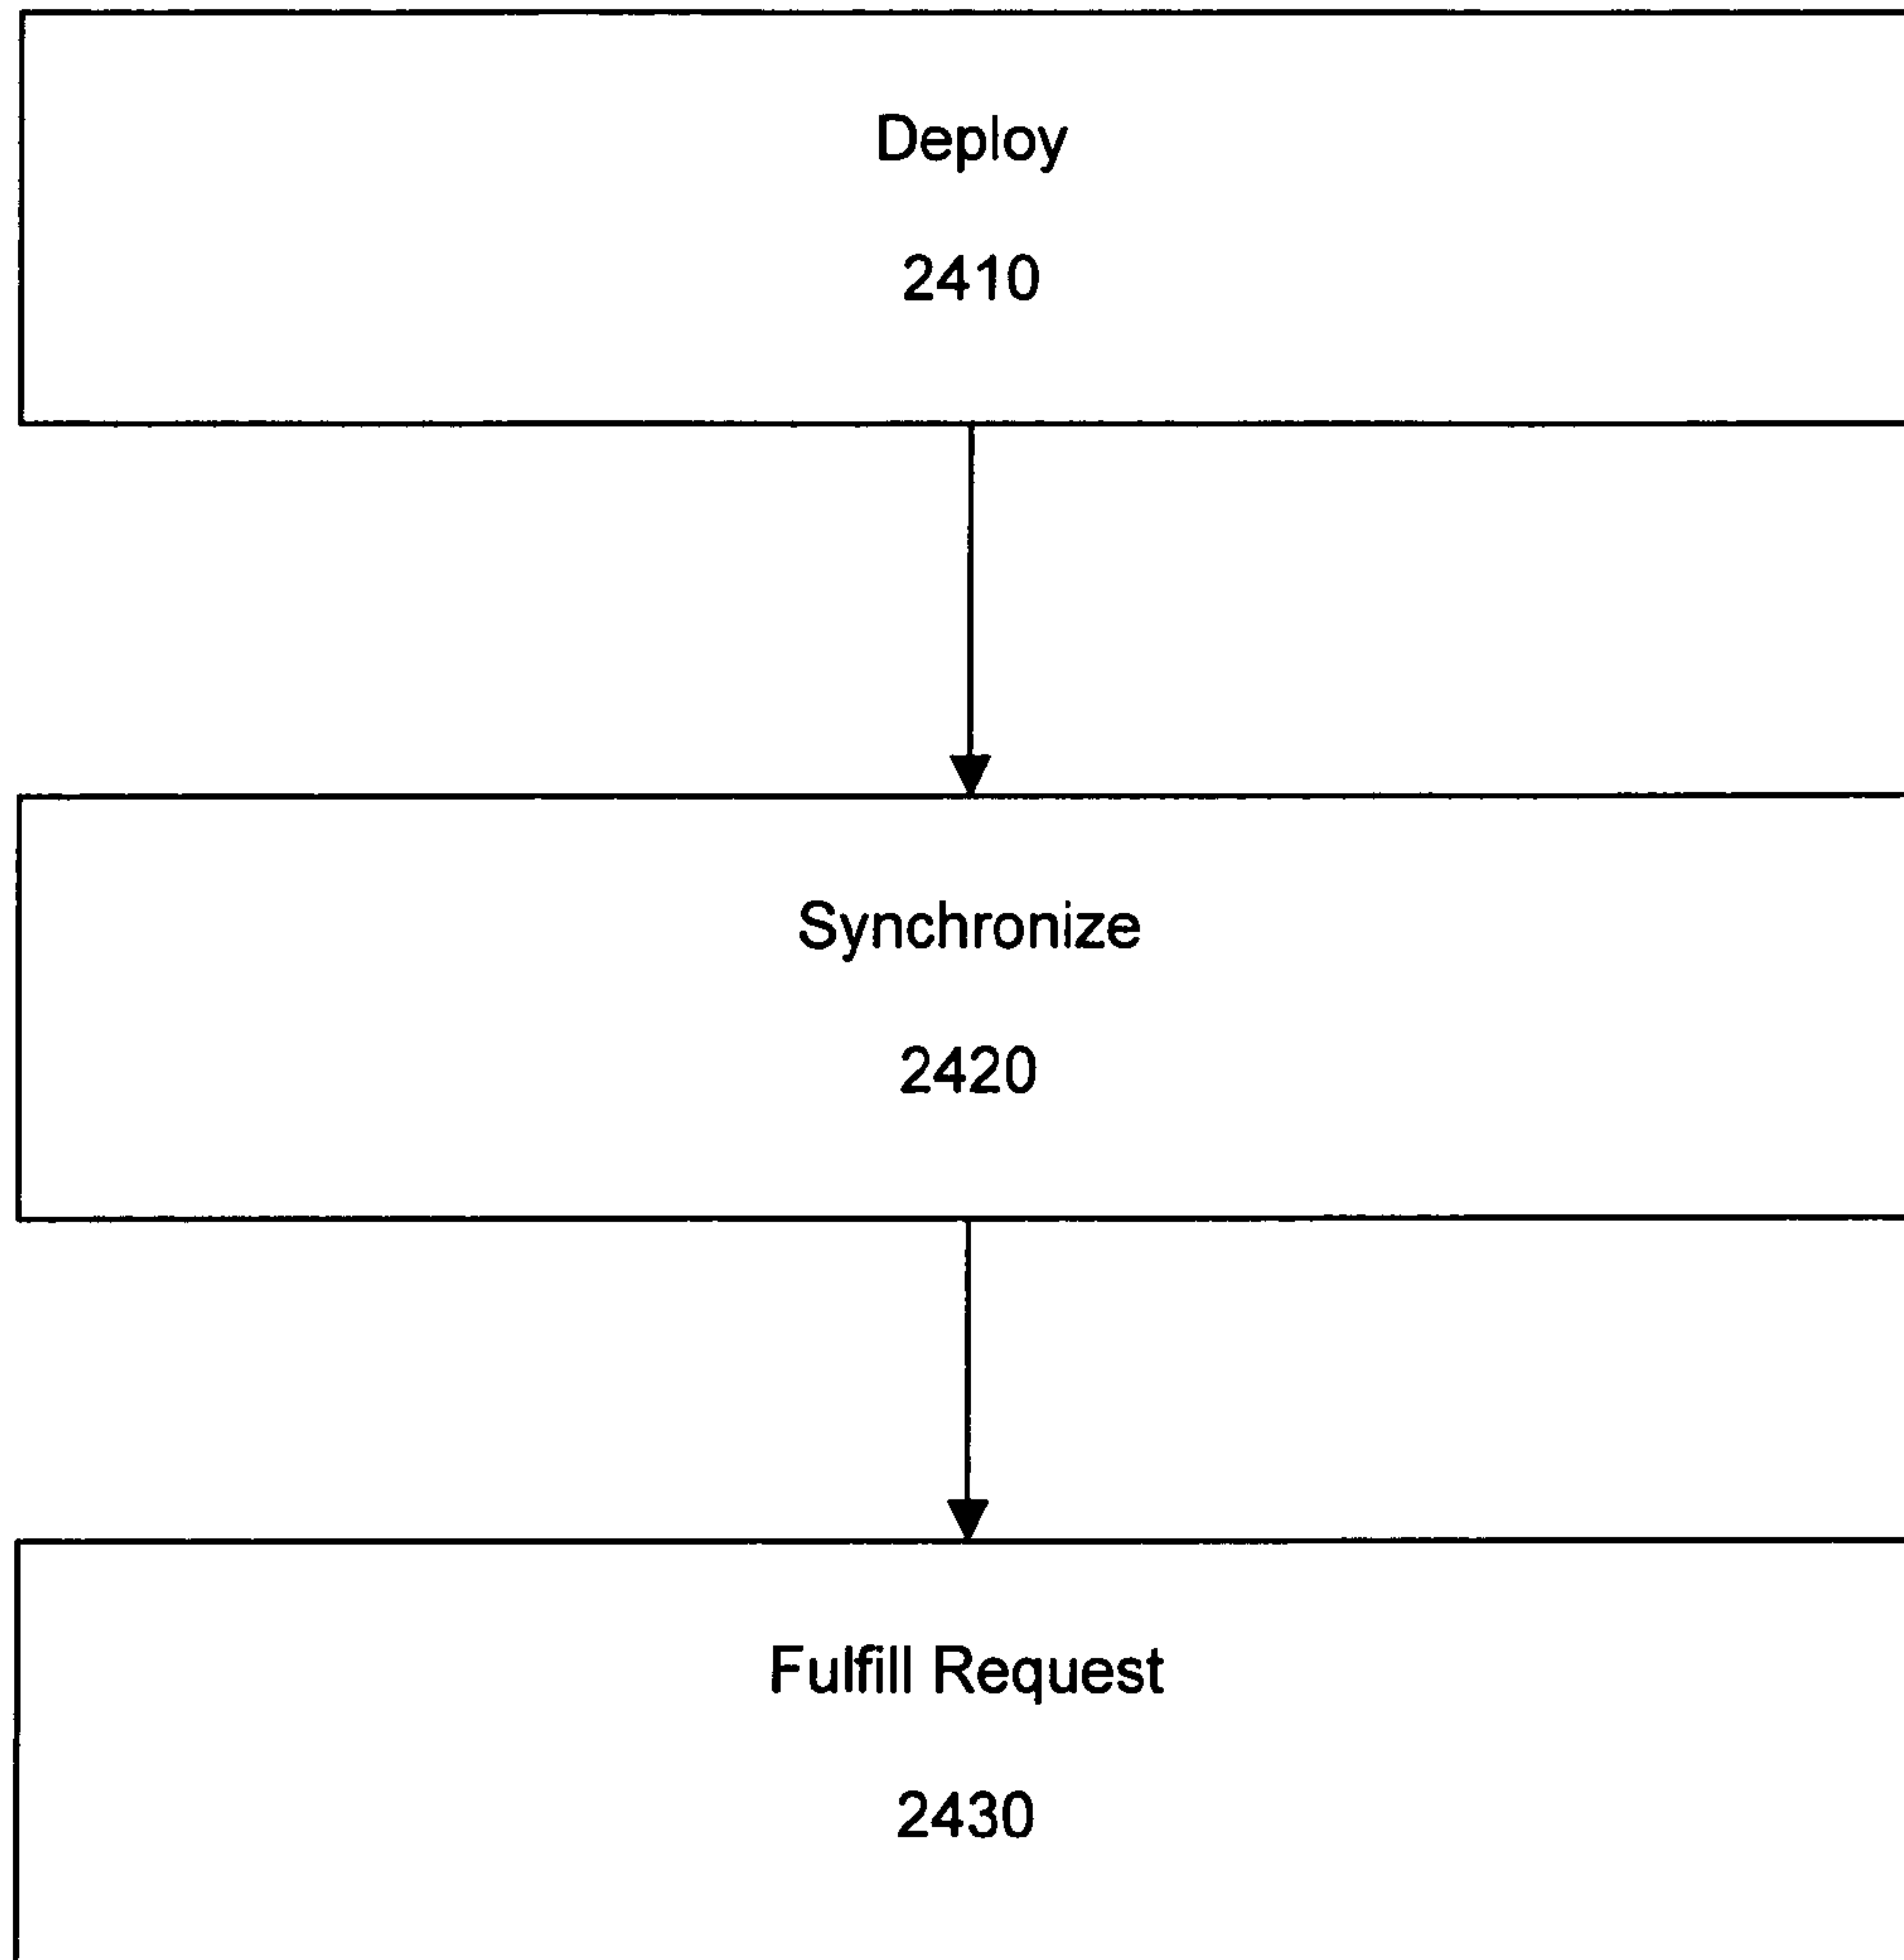 Deploy
2410
Synchronize
2420
Fulfill Request
2430